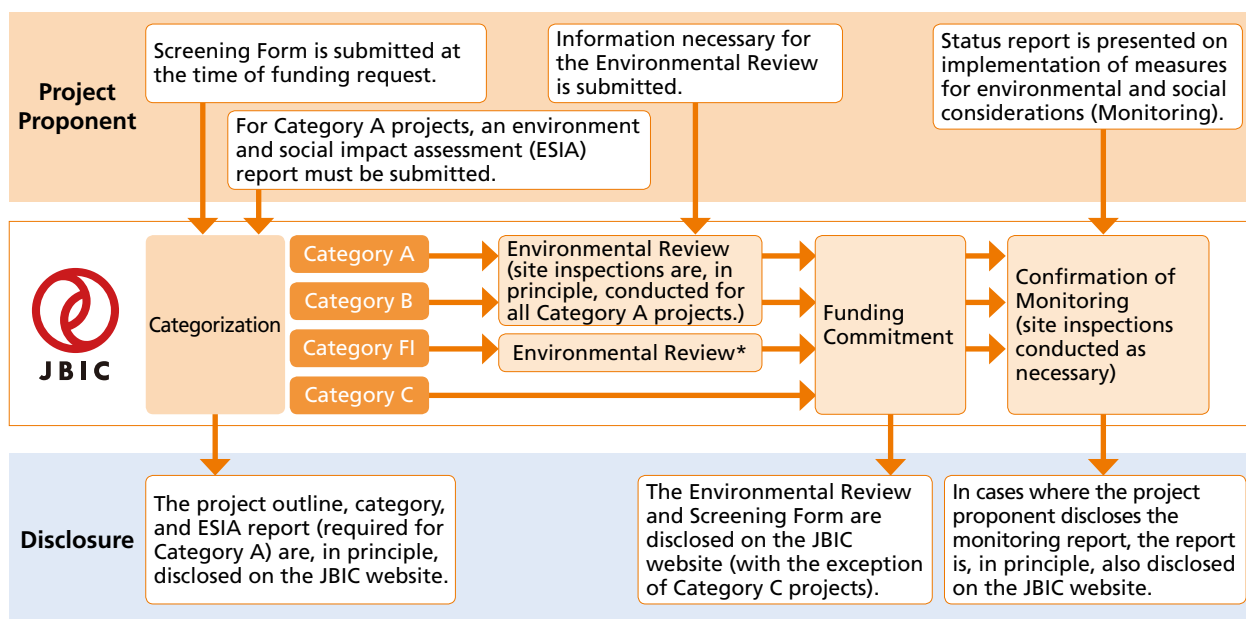 Project
Proponent
Screening Form is submitted at
the time of funding request.
For Category A projects, an environment
and social impact assessment (ESIA)
report must be submitted.
Information necessary for
the Environmental Review
is submitted.
Status report is presented on
implementation of measures
for environmental and social
considerations (Monitoring).
JBIC
Categorization
Category A
Category B
Category FI
Category C
Environmental Review
(site inspections are, in
principle, conducted for
all Category A projects.)
Environmental Review*
Funding
Commitment
Confirmation of
Monitoring
(site inspections
conducted as
necessary)
Disclosure
The project outline, category,
and ESIA report (required for
Category A) are, in principle,
disclosed on the JBIC website.
The Environmental Review
and Screening Form are
disclosed on the JBIC
website (with the exception
of Category C projects).
In cases where the project
proponent discloses the
monitoring report, the report
is, in principle, also disclosed
on the JBIC website.